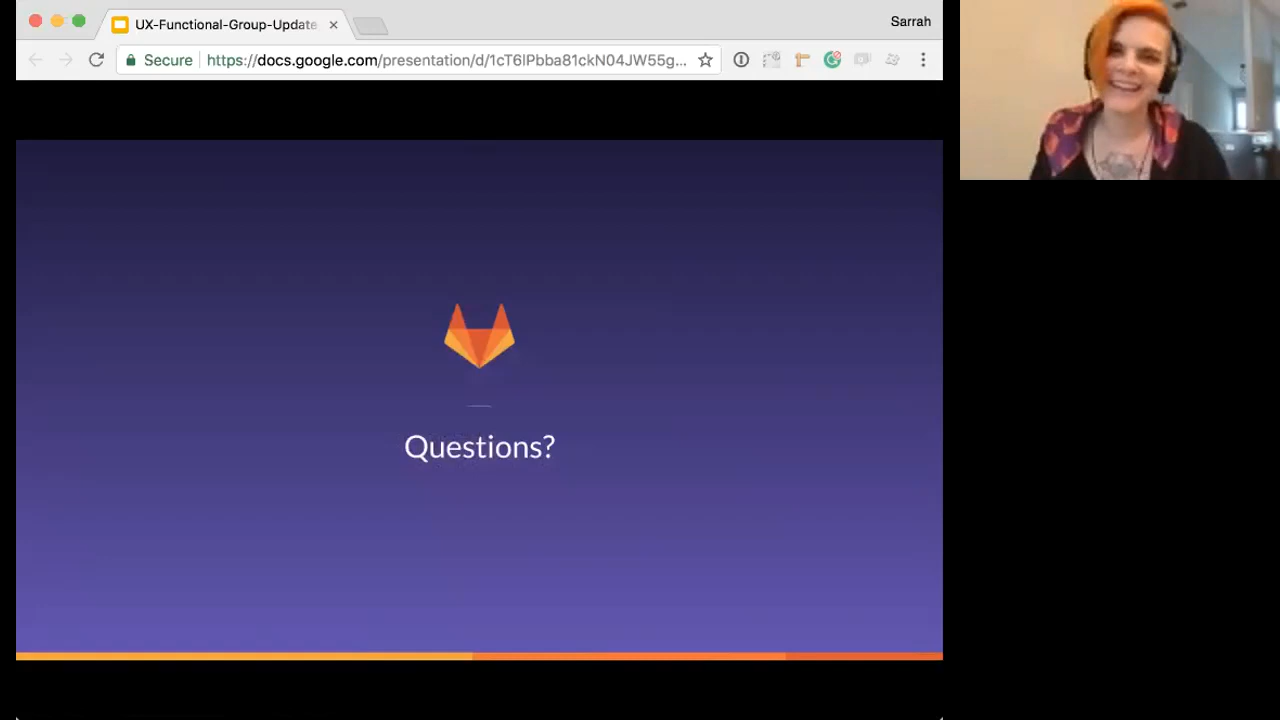 UX-Functional-Group-Update
Sarrah
Secure
https://docs.google.com/presentation/d/1cT6lPbba81ckN04JW55g...
Questions?